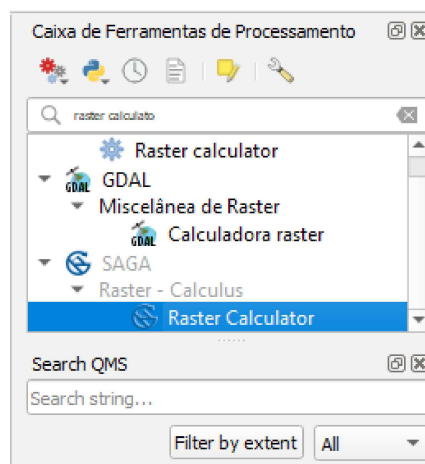 Caixa de Ferramentas de Processamento
raster calculato
Raster calculator
GDAL
Miscelânea de Raster
GDAL Calculadora raster
SAGA
Raster - Calculus
Raster Calculator
Search QMS
Search string...
Filter by extent All